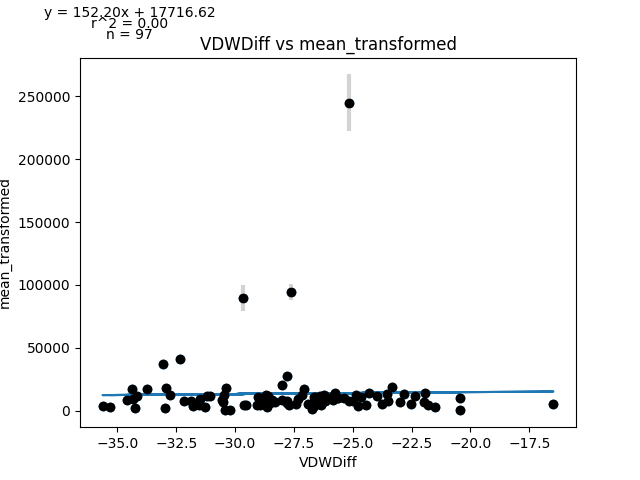 y = 152.20x + 17716.62
r^2 = 0.00
n = 97
VDWDiff vs mean_transformed
250000
200000
150000
100000
50000
0
mean_transformed
−35.0 −32.5 −30.0 −27.5 −25.0 −22.5 −20.0 −17.5
VDWDiff